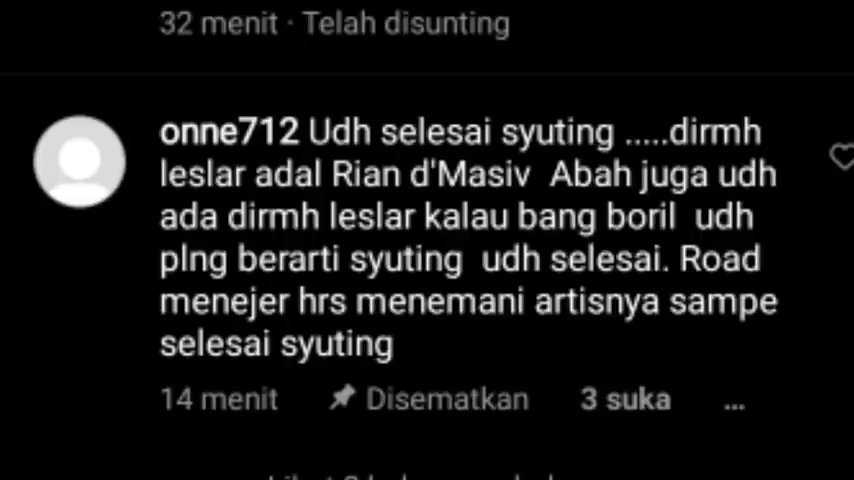 32 menit · Telah disunting
onne712 Udh selesai syuting .....dirmh
leslar adal Rian d'Masiv Abah juga udh
ada dirmh leslar kalau bang boril udh
plng berarti syuting udh selesai. Road
menejer hrs menemani artisnya sampe
selesai syuting
14 menit Disematkan 3 suka ...